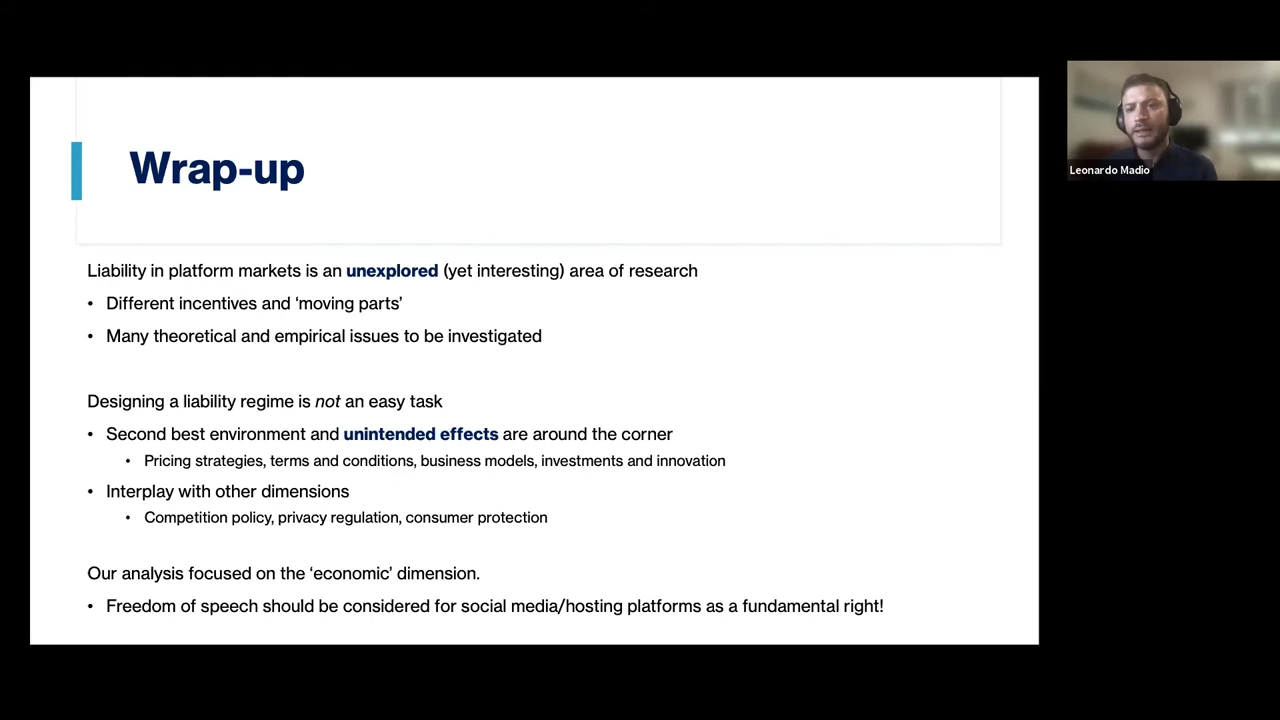 Wrap-up
Leonardo Madio
Liability in platform markets is an unexplored (yet interesting) area of research
• Different incentives and ‘moving parts’
• Many theoretical and empirical issues to be investigated
Designing a liability regime is not an easy task
• Second best environment and unintended effects are around the corner
• Pricing strategies, terms and conditions, business models, investments and innovation
• Interplay with other dimensions
• Competition policy, privacy regulation, consumer protection
Our analysis focused on the ‘economic’ dimension.
• Freedom of speech should be considered for social media/hosting platforms as a fundamental right!